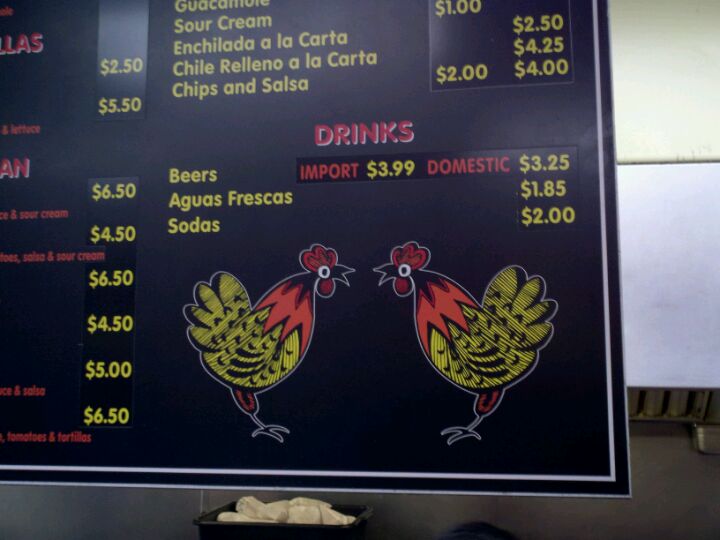 LLAS
$2.50
$5.50
& lettuce
AN
$6.50
ce & sour cream
$4.50
toes, salsa & sour cream
$6.50
$4.50
$5.00
uce & salsa
$6.50
, tomatoes & tortillas
Guacamole $1.00
Sour Cream $2.50
Enchilada a la Carta $4.25
Chile Relleno a la Carta $2.00 $4.00
Chips and Salsa
DRINKS
Beers IMPORT $3.99 DOMESTIC $3.25
Aguas Frescas $1.85
Sodas $2.00